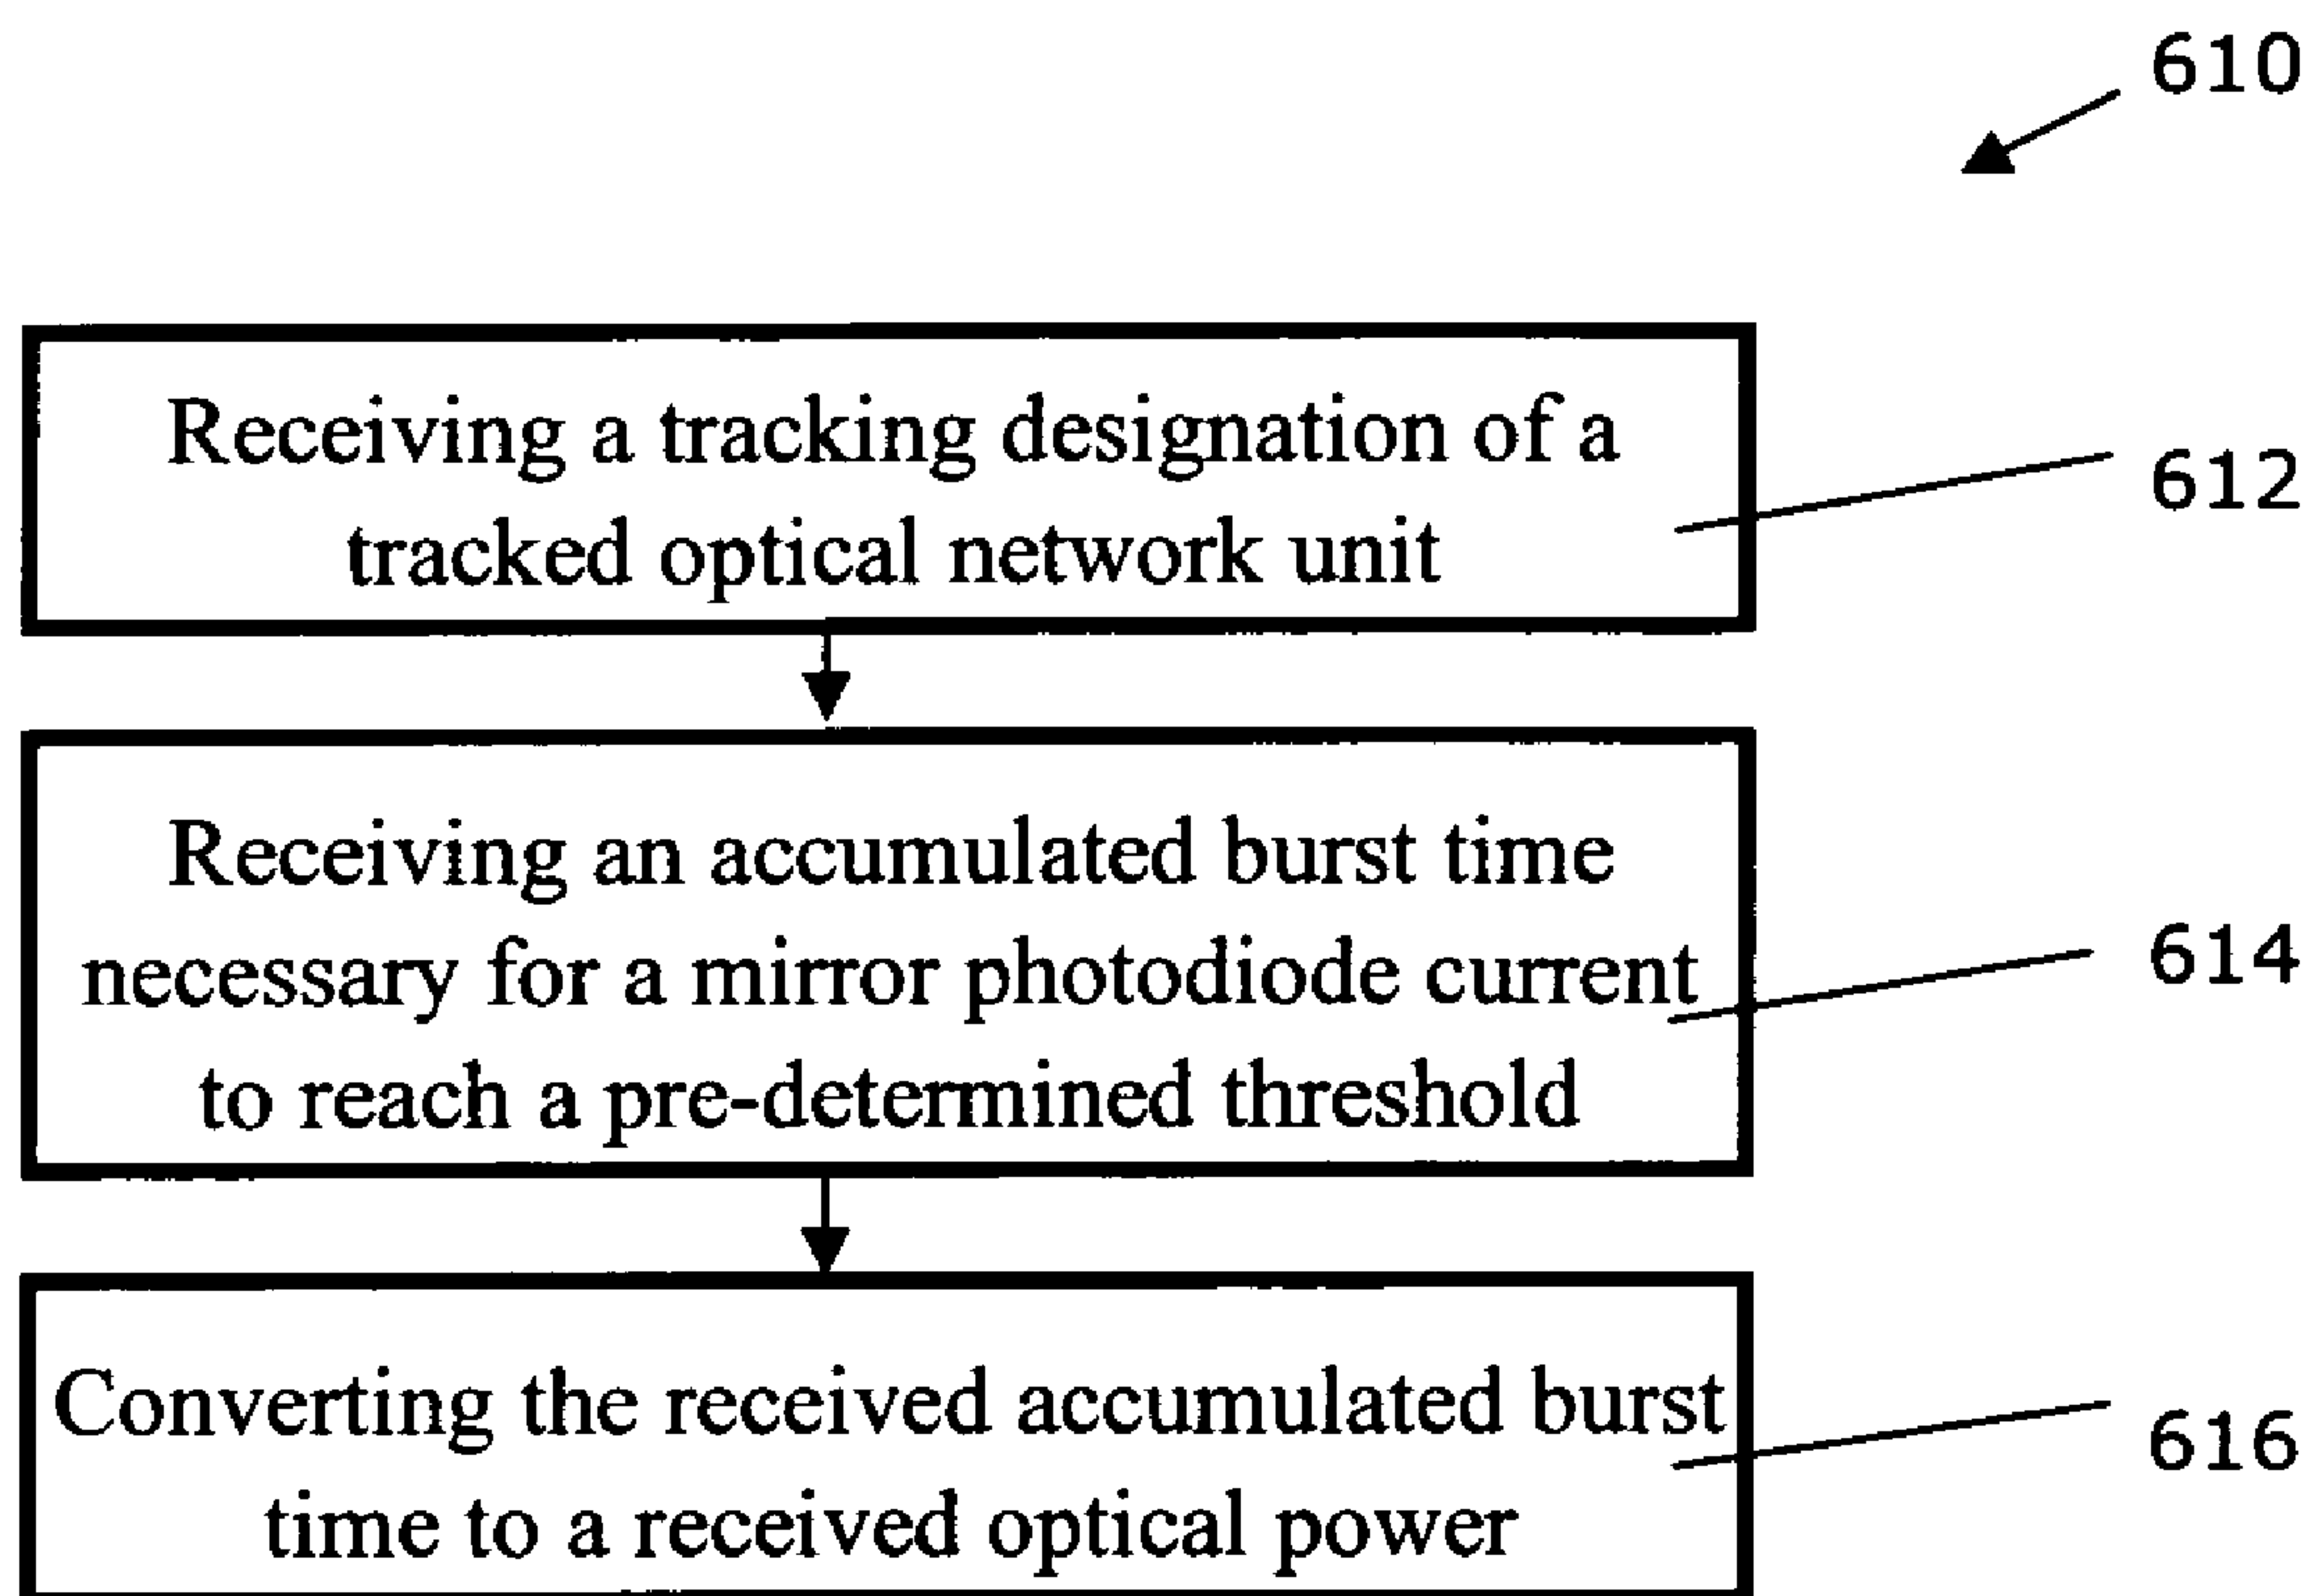 610
Receiving a tracking designation of a
tracked optical network unit
612
Receiving an accumulated burst time
necessary for a mirror photodiode current
to reach a pre-determined threshold
614
Converting the received accumulated burst
time to a received optical power
616